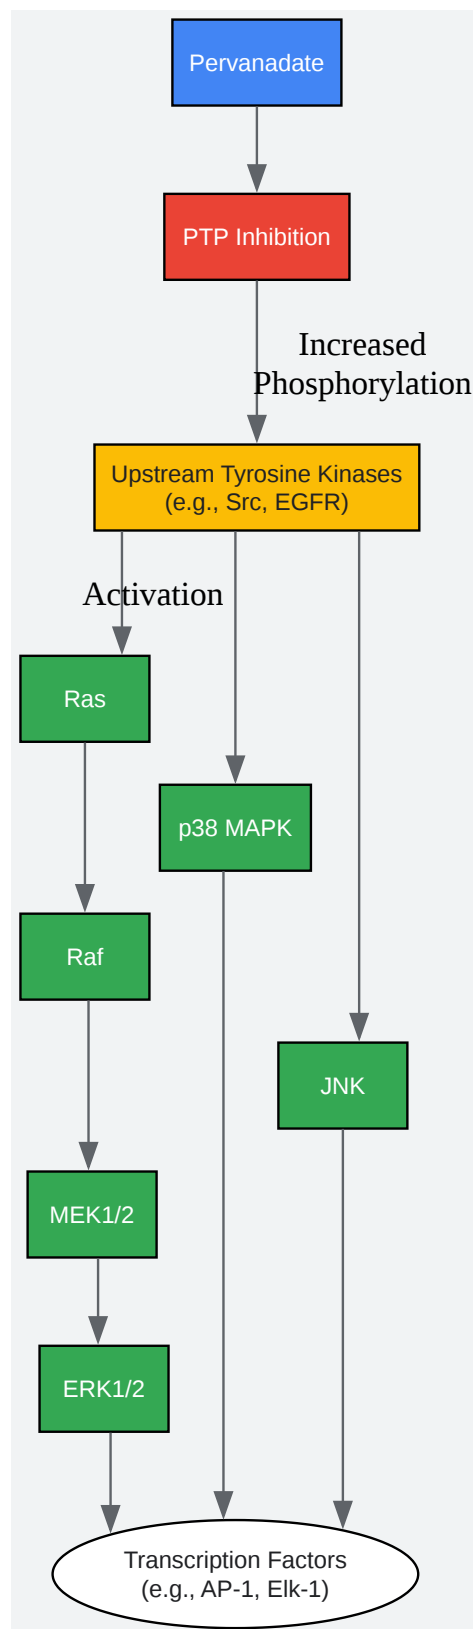 Pervanadate
PTP Inhibition
Increased
Phosphorylation
Upstream Tyrosine Kinases
(e.g., Src, EGFR)
Activation
Ras
p38 MAPK
Raf
JNK
MEK1/2
ERK1/2
Transcription Factors
(e.g., AP-1, Elk-1)